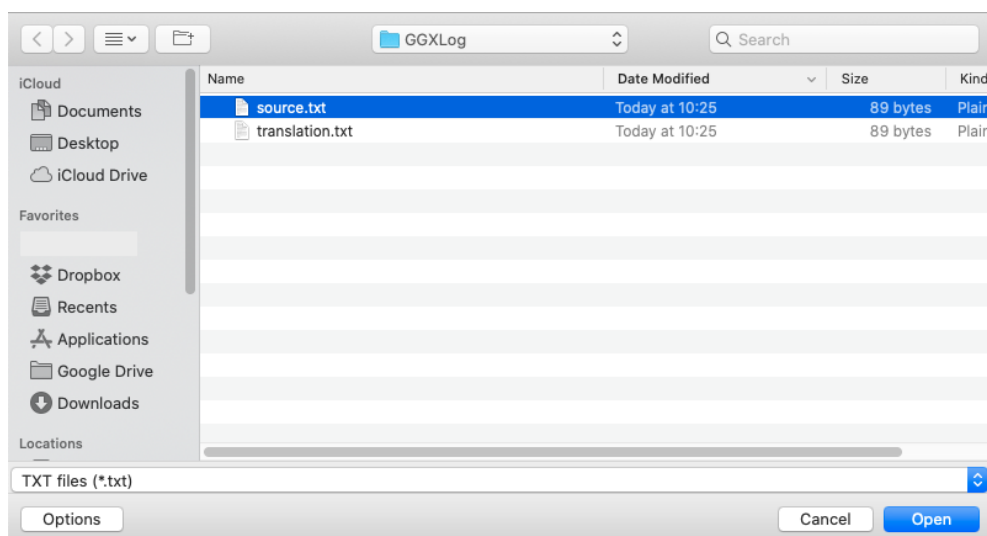 GGXLog
Search
iCloud
Documents
Desktop
iCloud Drive
Favorites
Dropbox
Recents
Applications
Google Drive
Downloads
Locations
Name Date Modified Size Kind
source.txt Today at 10:25 89 bytes Plain
translation.txt Today at 10:25 89 bytes Plain
TXT files (*.txt)
Options
Cancel
Open